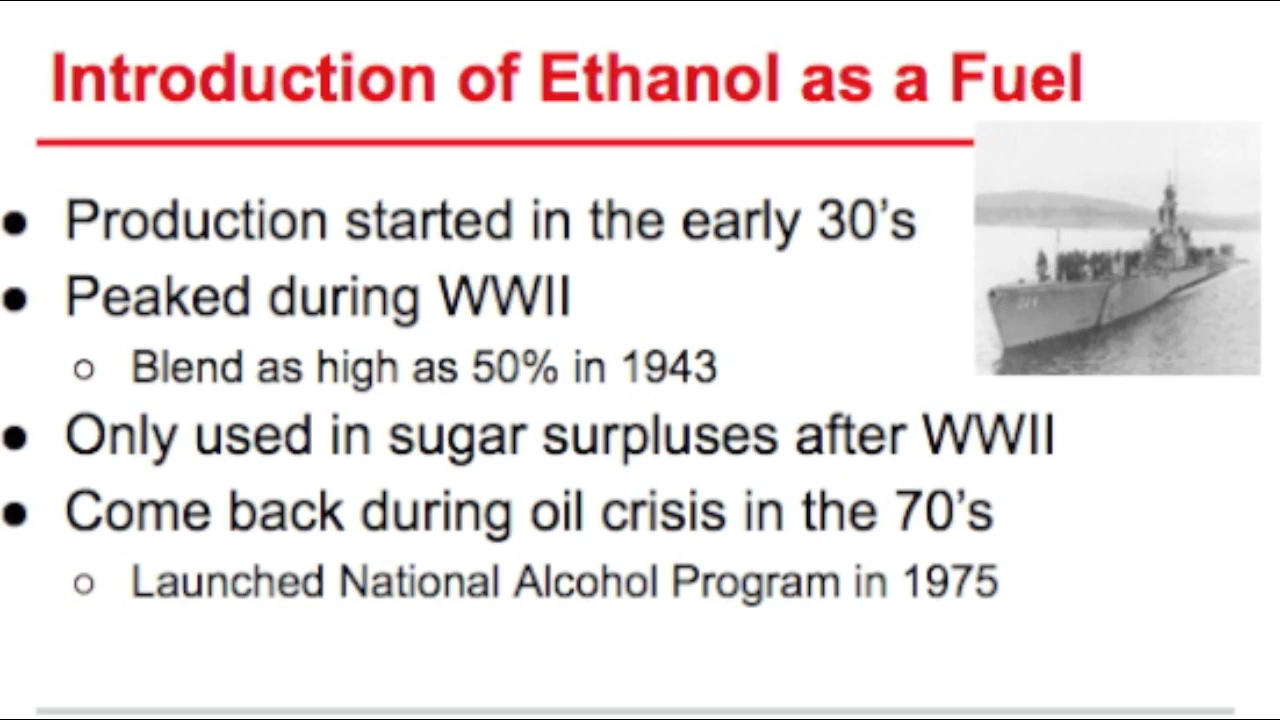 Introduction of Ethanol as a Fuel
● Production started in the early 30's
● Peaked during WWII
○ Blend as high as 50% in 1943
● Only used in sugar surpluses after WWII
● Come back during oil crisis in the 70's
○ Launched National Alcohol Program in 1975